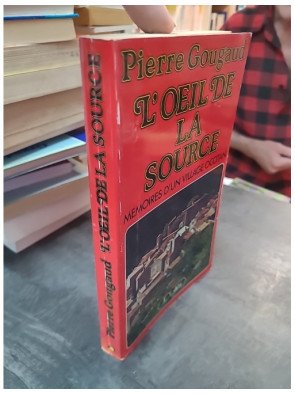 Pierre Gougaud
L'OEIL DE
LA
SOURCE
MÉMOIRES D'UN VILLAGE OCCITAN
Pierre Gougaud L'OEIL DE LA SOURCE